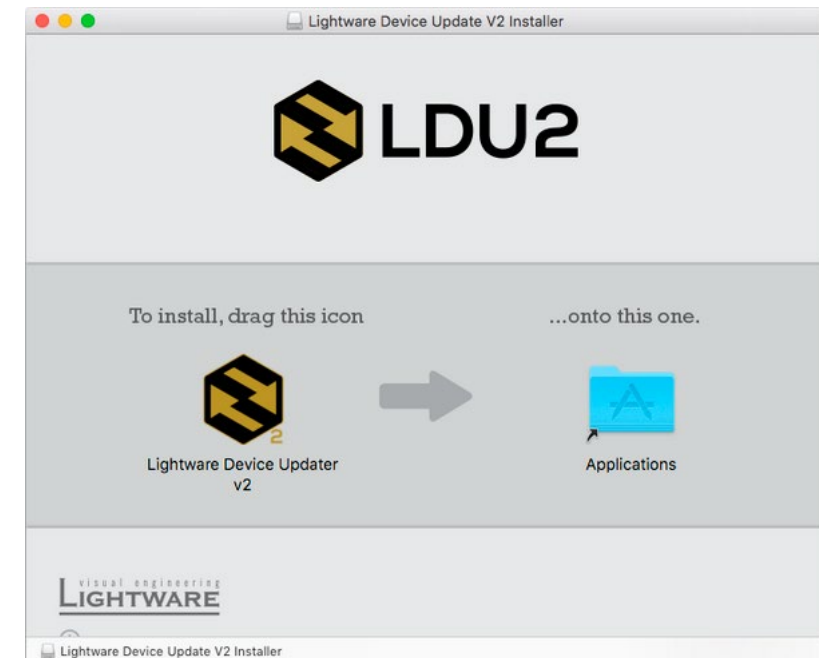 Lightware Device Update V2 Installer
LDU2
To install, drag this icon
...onto this one.
2
Lightware Device Updater
v2
Applications
visual engineering
LIGHTWARE
Lightware Device Update V2 Installer